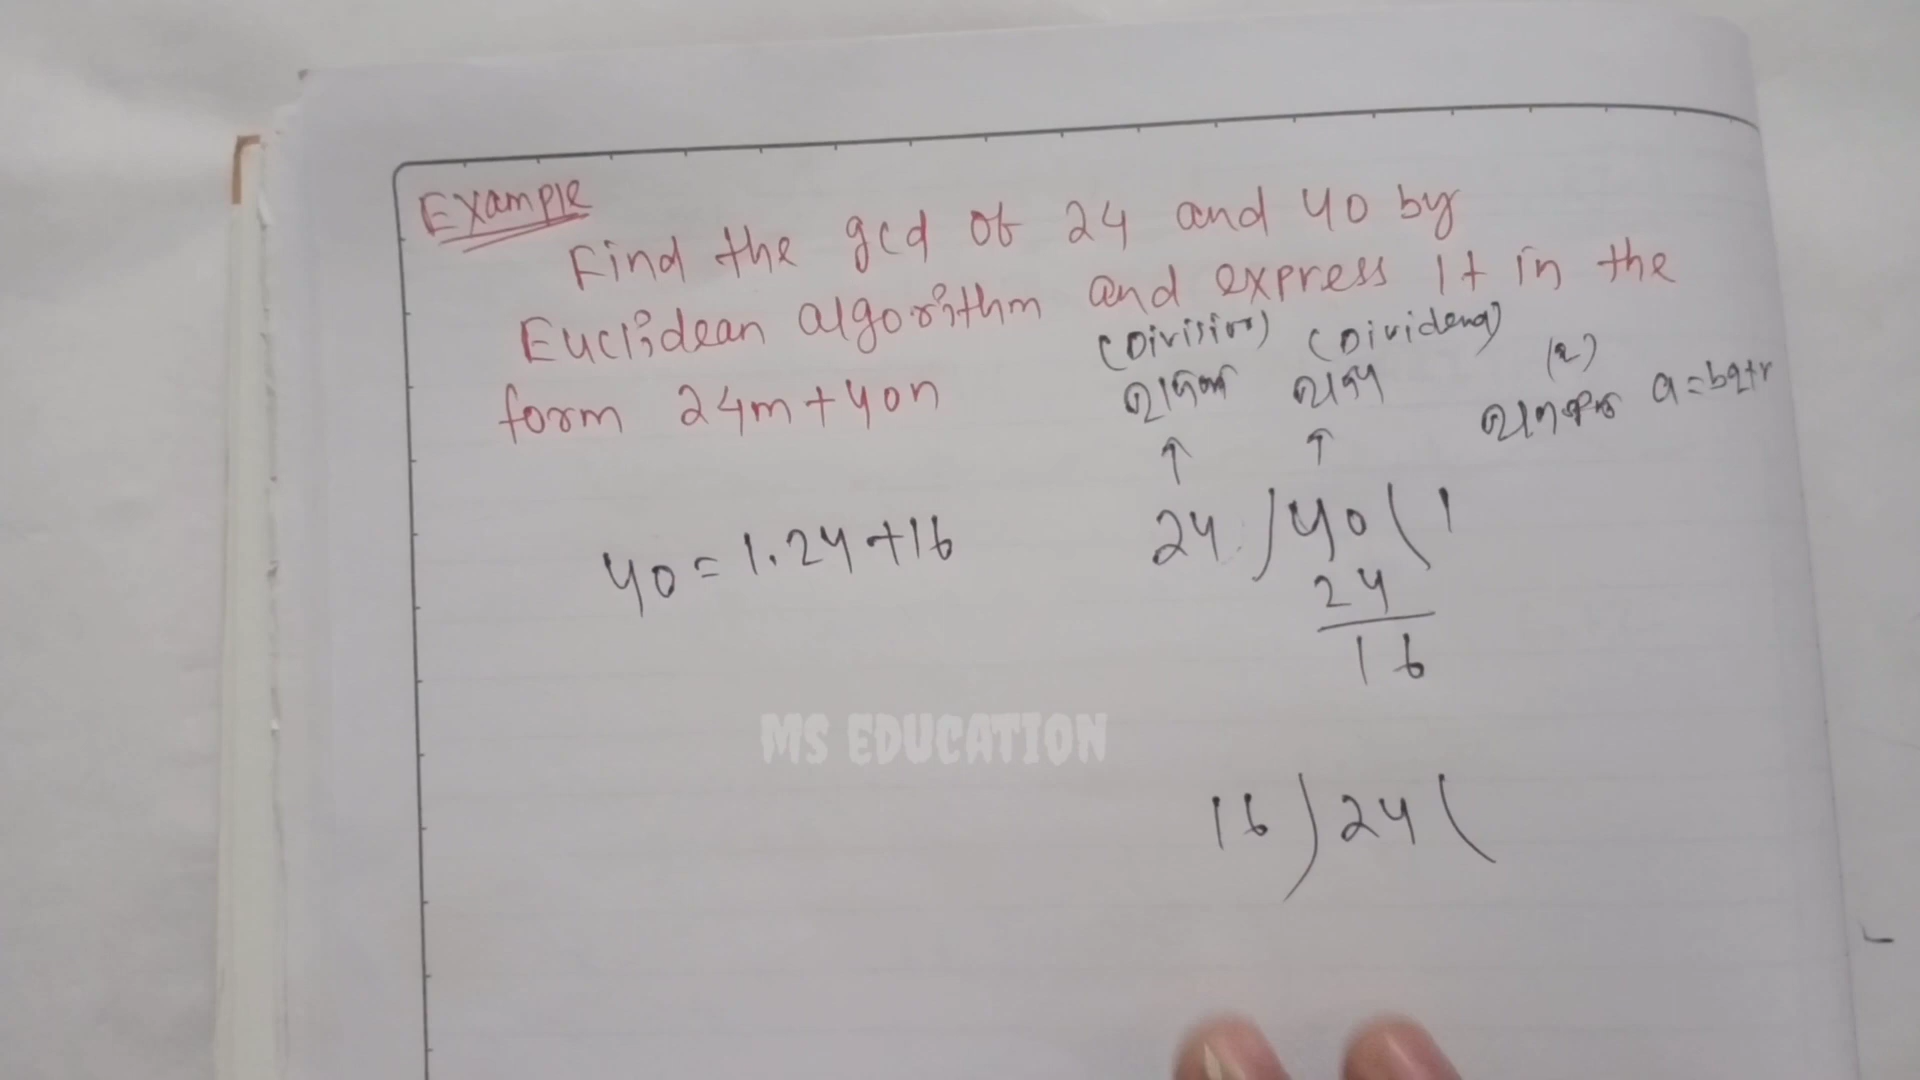 Example
Find the gcd of 24 and 40 by
Euclidean algorithm and express it in the
form 24m+40n
(Divisior) (Dividend)
(r)
ଭାଜକ ଭାଜ୍ୟ
a=bq+r
↑ ↑
40=1.24+16
24)40(1
24
16
MS EDUCATION
16)24(